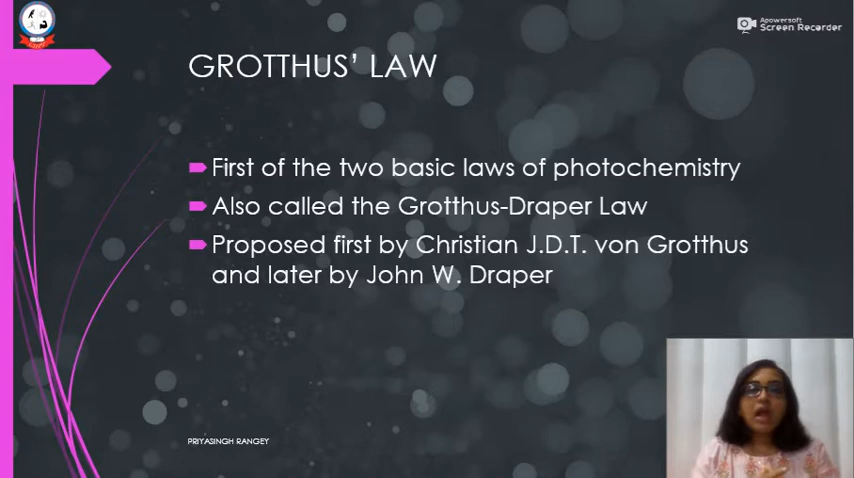 Apowersoft
Screen Recorder
GROTTHUS' LAW
First of the two basic laws of photochemistry
Also called the Grotthus-Draper Law
Proposed first by Christian J.D.T. von Grotthus
and later by John W. Draper
PRIYASINGH RANGEY